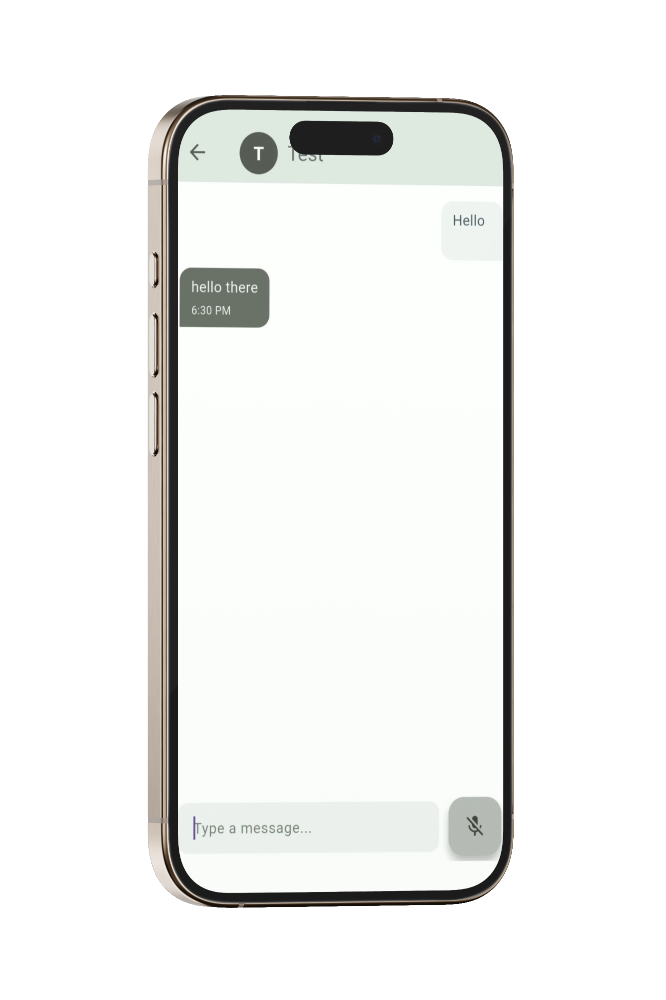 T Test
Hello
hello there
6:30 PM
Type a message...